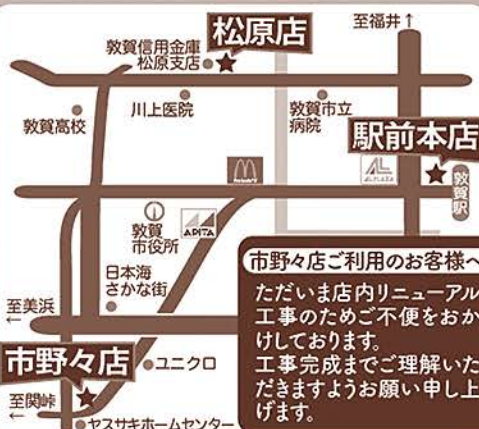 松原店
至福井↑
敦賀信用金庫
松原支店
敦賀高校
川上医院
敦賀市立
病院
駅前本店
McDonald's
AL
AL.PLAZA
敦賀駅
敦賀
市役所
APITA
日本海
さかな街
至美浜
←
市野々店
ユニクロ
至関峠
←
ヤスサキホームセンター
市野々店ご利用のお客様へ
ただいま店内リニューアル
工事のためご不便をおか
けしております。
工事完成までご理解いた
だきますようお願い申し上
げます。